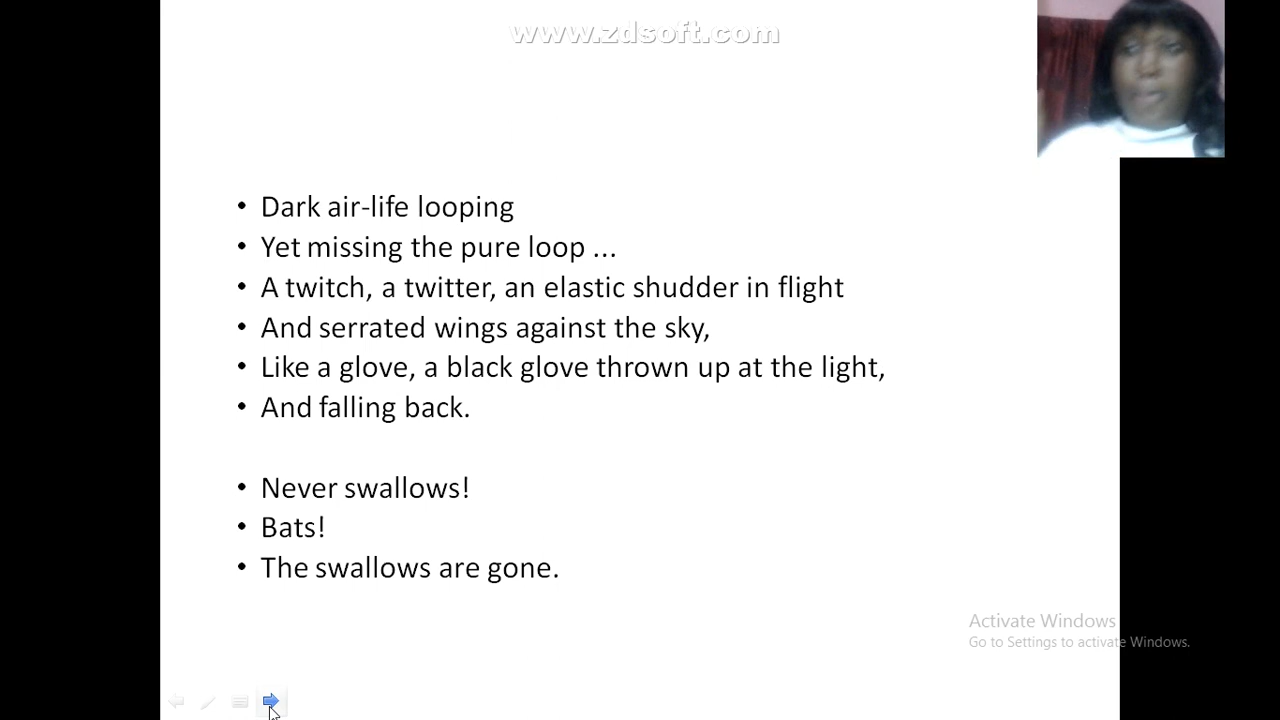 www.zdsoft.com
• Dark air-life looping
• Yet missing the pure loop ...
• A twitch, a twitter, an elastic shudder in flight
• And serrated wings against the sky,
• Like a glove, a black glove thrown up at the light,
• And falling back.
• Never swallows!
• Bats!
• The swallows are gone.
Activate Windows
Go to Settings to activate Windows.